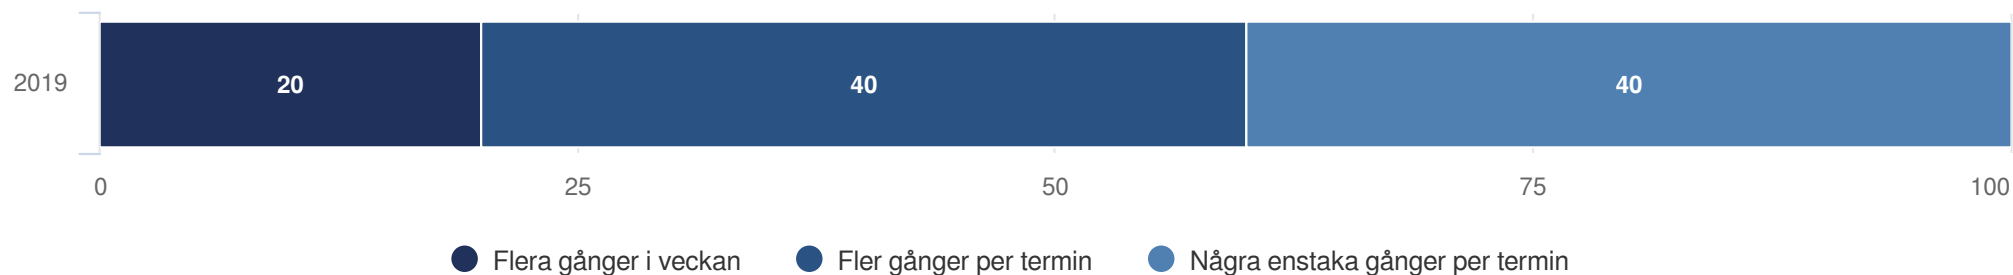 2019 20 40 40
0 25 50 75 100
Flera gånger i veckan Fler gånger per termin Några enstaka gånger per termin